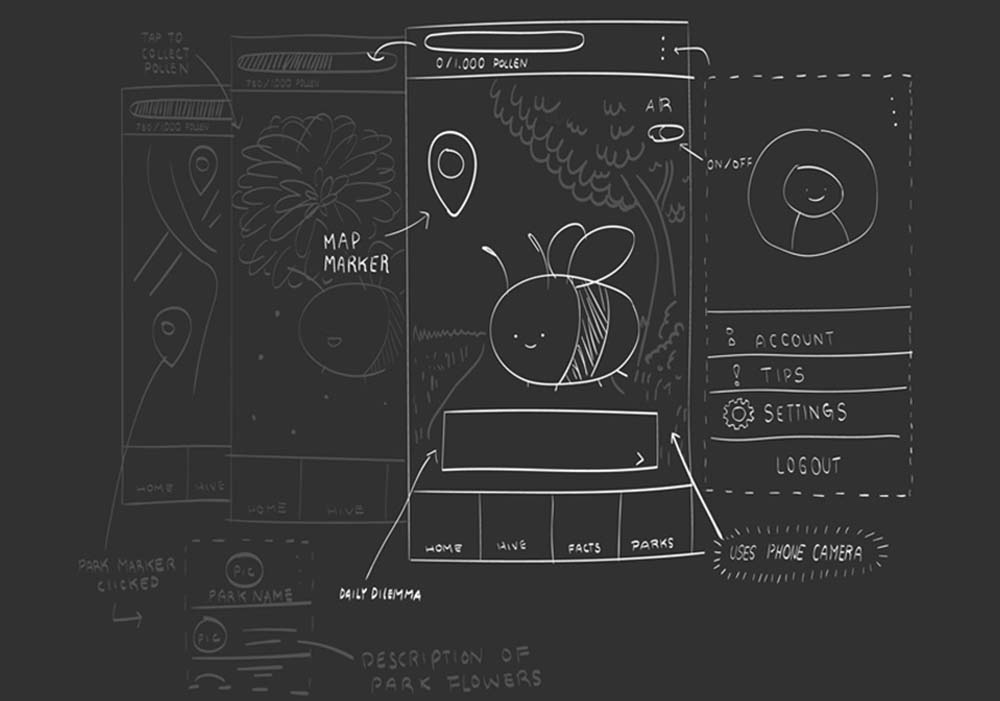 TAP TO
COLLECT
POLLEN
780/1000 POLLEN
HOME
HIVE
780/1000 POLLEN
HOME
HIVE
0/1.000 POLLEN
AR
ON/OFF
MAP
MARKER
HOME
HIVE
FACTS
PARKS
ACCOUNT
TIPS
SETTINGS
LOGOUT
USES PHONE CAMERA
DAILY DILEMMA
PARK MARKER
CLICKED
PIC
PARK NAME
PIC
DESCRIPTION OF
PARK FLOWERS